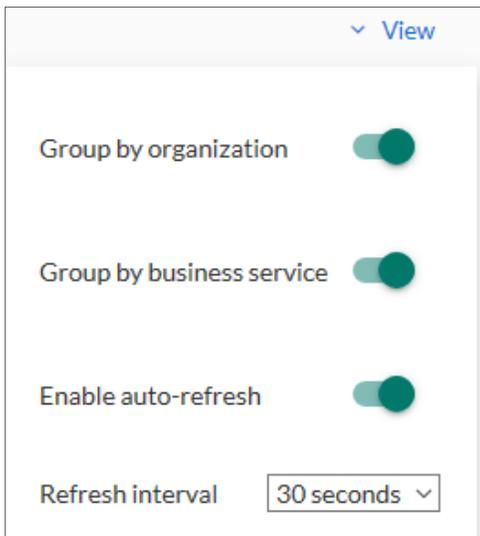 View
Group by organization
Group by business service
Enable auto-refresh
Refresh interval 30 seconds